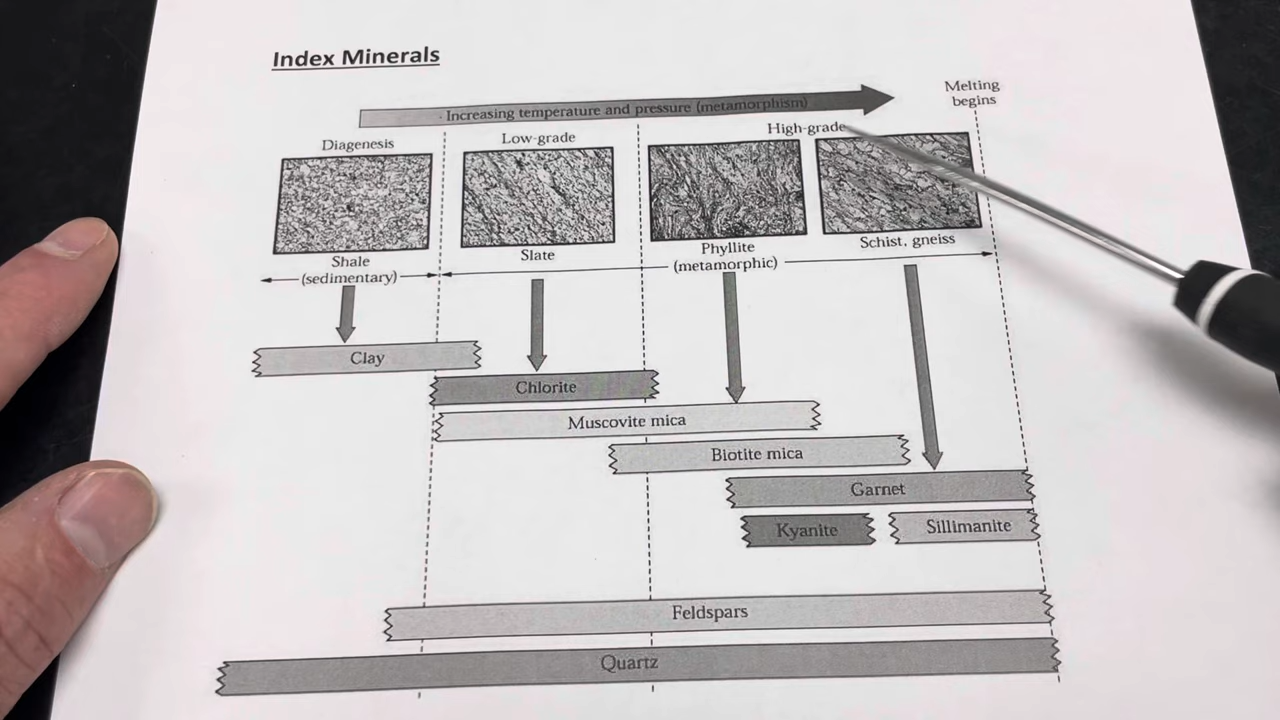 Index Minerals
Melting
begins
Increasing temperature and pressure (metamorphism)
Diagenesis
Low-grade
High-grade
Shale
(sedimentary)
Slate
Phyllite
(metamorphic)
Schist, gneiss
Clay
Chlorite
Muscovite mica
Biotite mica
Garnet
Kyanite
Sillimanite
Feldspars
Quartz